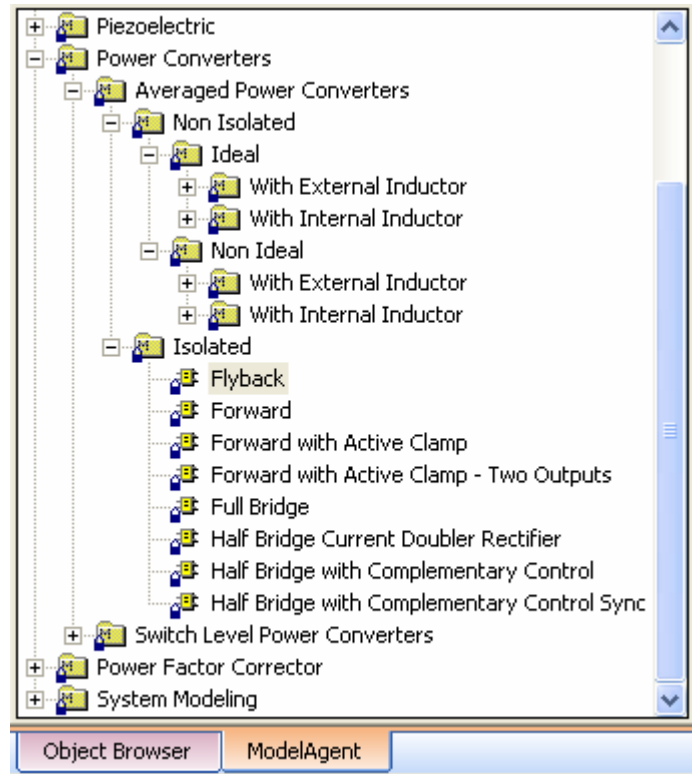 Piezoelectric
Power Converters
Averaged Power Converters
Non Isolated
Ideal
With External Inductor
With Internal Inductor
Non Ideal
With External Inductor
With Internal Inductor
Isolated
Flyback
Forward
Forward with Active Clamp
Forward with Active Clamp - Two Outputs
Full Bridge
Half Bridge Current Doubler Rectifier
Half Bridge with Complementary Control
Half Bridge with Complementary Control Sync
Switch Level Power Converters
Power Factor Corrector
System Modeling
Object Browser ModelAgent